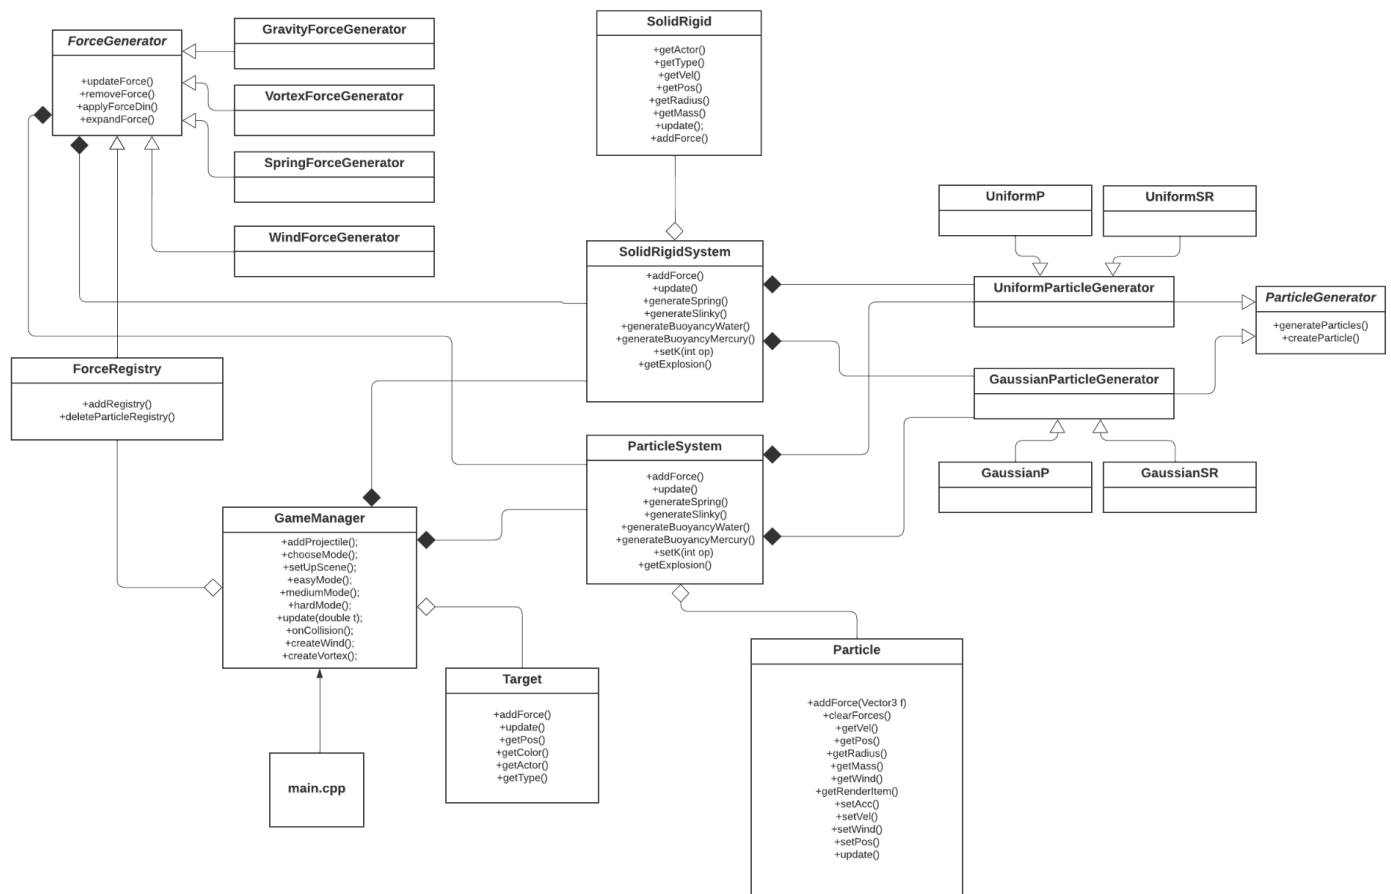 ForceGenerator
+updateForce()
+removeForce()
+applyForceDin()
+expandForce()
GravityForceGenerator
VortexForceGenerator
SpringForceGenerator
WindForceGenerator
SolidRigid
+getActor()
+getType()
+getVel()
+getPos()
+getRadius()
+getMass()
+update();
+addForce()
SolidRigidSystem
+addForce()
+update()
+generateSpring()
+generateSlinky()
+generateBuoyancyWater()
+generateBuoyancyMercury()
+setK(int op)
+getExplosion()
UniformP
UniformSR
UniformParticleGenerator
ParticleGenerator
+generateParticles()
+createParticle()
GaussianParticleGenerator
GaussianP
GaussianSR
ForceRegistry
+addRegistry()
+deleteParticleRegistry()
ParticleSystem
+addForce()
+update()
+generateSpring()
+generateSlinky()
+generateBuoyancyWater()
+generateBuoyancyMercury()
+setK(int op)
+getExplosion()
GameManager
+addProjectile();
+chooseMode();
+setUpScene();
+easyMode();
+mediumMode();
+hardMode();
+update(double t);
+onCollision();
+createWind();
+createVortex();
Target
+addForce()
+update()
+getPos()
+getColor()
+getActor()
+getType()
Particle
+addForce(Vector3 f)
+clearForces()
+getVel()
+getPos()
+getRadius()
+getMass()
+getWind()
+getRenderItem()
+setAcc()
+setVel()
+setWind()
+setPos()
+update()
main.cpp